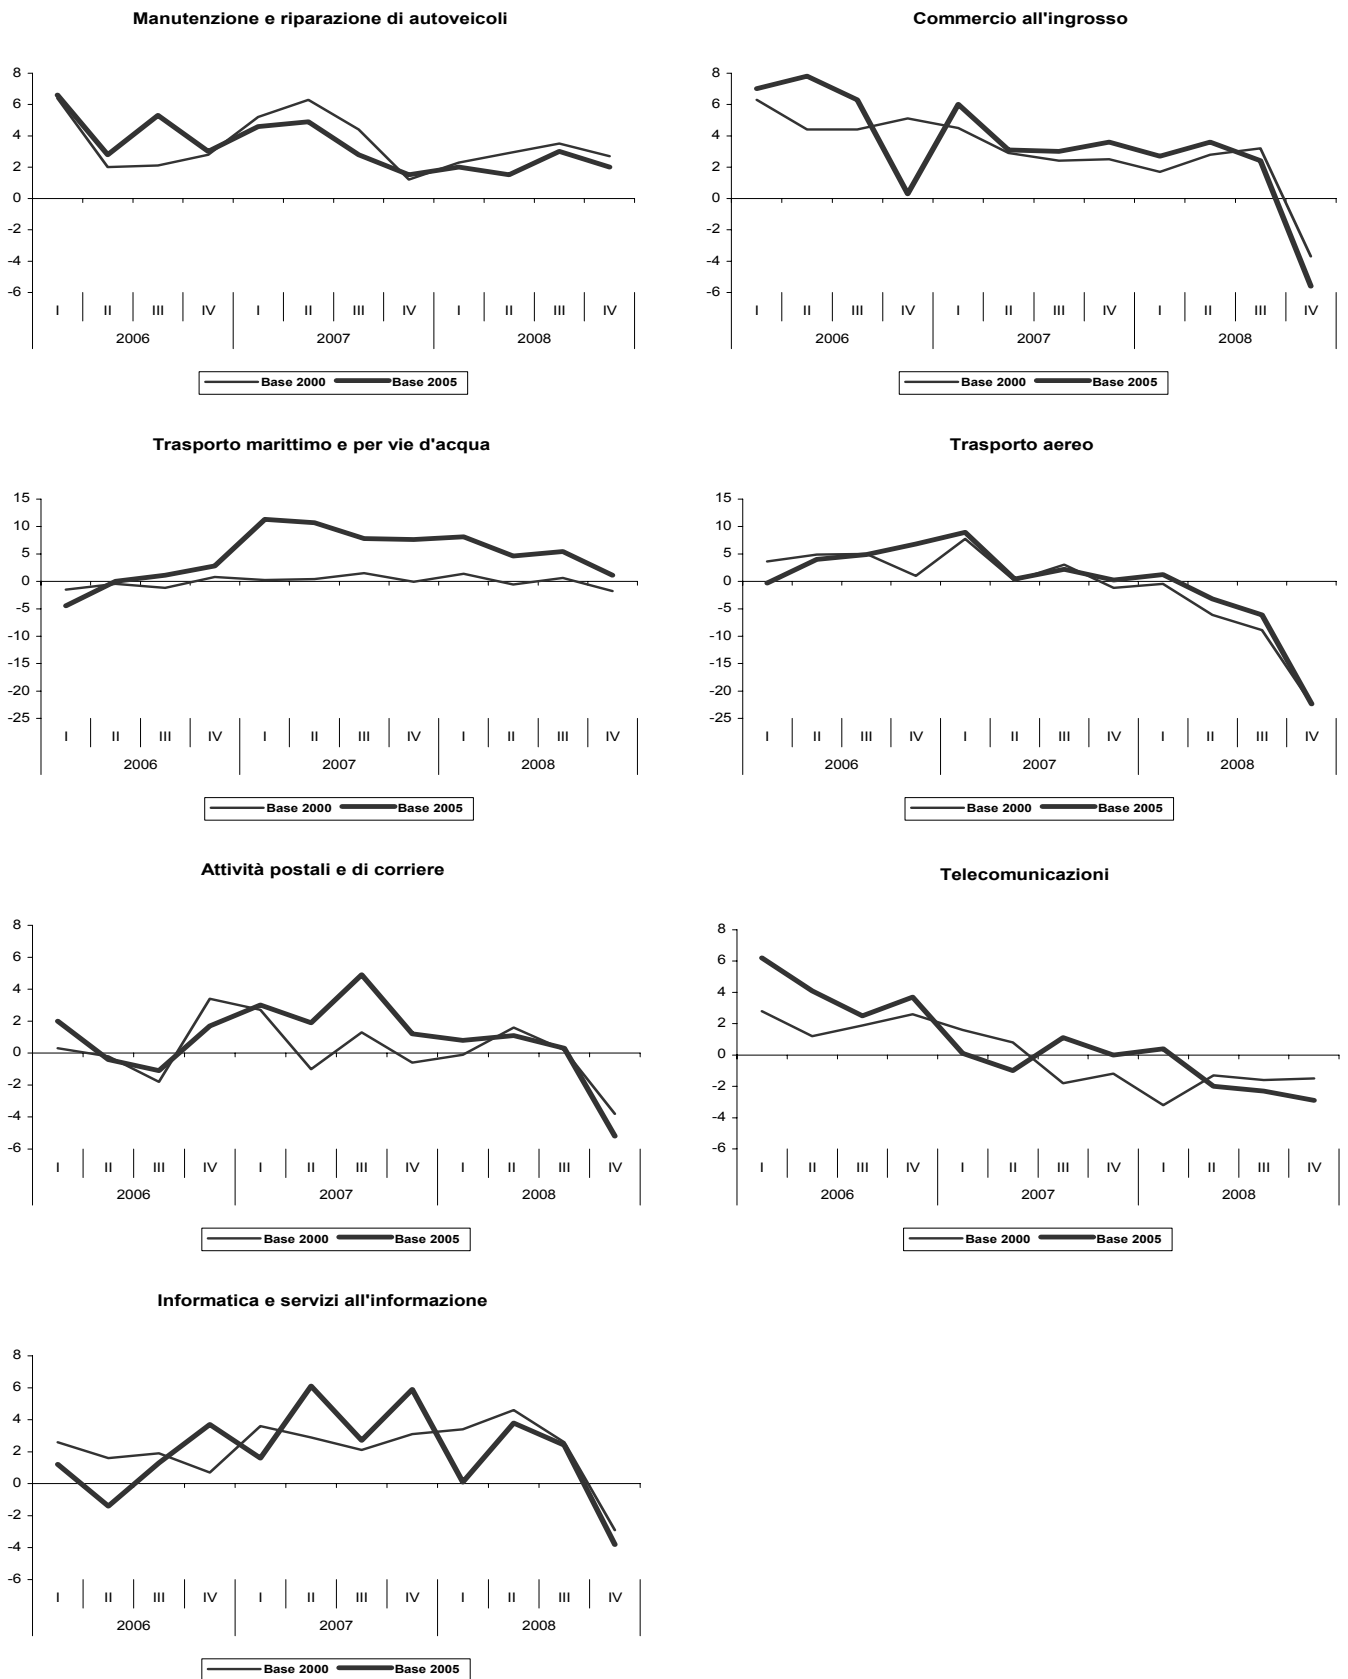 Manutenzione e riparazione di autoveicoli
8
6
4
2
0
-2
-4
-6
I II III IV I II III IV I II III IV
2006 2007 2008
Base 2000 Base 2005
Commercio all'ingrosso
8
6
4
2
0
-2
-4
-6
I II III IV I II III IV I II III IV
2006 2007 2008
Base 2000 Base 2005
Trasporto marittimo e per vie d'acqua
15
10
5
0
-5
-10
-15
-20
-25
I II III IV I II III IV I II III IV
2006 2007 2008
Base 2000 Base 2005
Trasporto aereo
15
10
5
0
-5
-10
-15
-20
-25
I II III IV I II III IV I II III IV
2006 2007 2008
Base 2000 Base 2005
Attività postali e di corriere
8
6
4
2
0
-2
-4
-6
I II III IV I II III IV I II III IV
2006 2007 2008
Base 2000 Base 2005
Telecomunicazioni
8
6
4
2
0
-2
-4
-6
I II III IV I II III IV I II III IV
2006 2007 2008
Base 2000 Base 2005
Informatica e servizi all'informazione
8
6
4
2
0
-2
-4
-6
I II III IV I II III IV I II III IV
2006 2007 2008
Base 2000 Base 2005